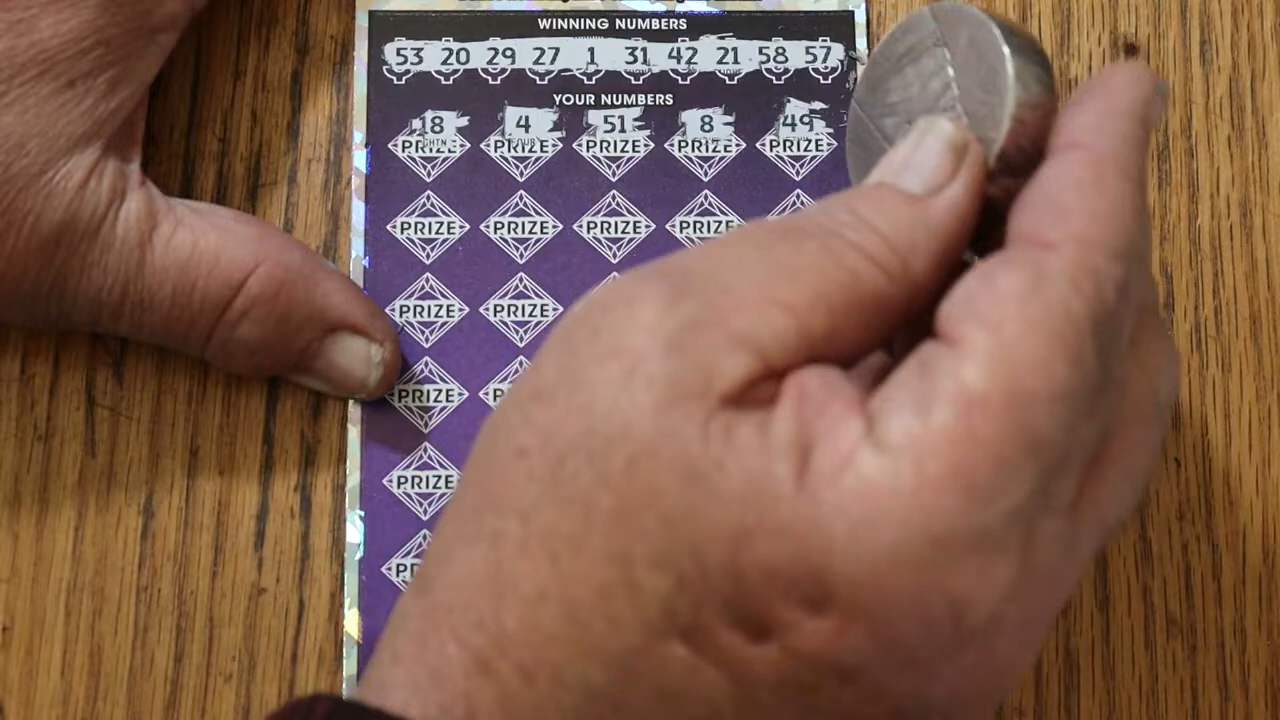 WINNING NUMBERS
53 20 29 27 1 31 42 21 58 57
YOUR NUMBERS
18 4 51 8 49
PRIZE PRIZE PRIZE PRIZE PRIZE
PRIZE PRIZE PRIZE PRIZE
PRIZE PRIZE
PRIZE
PRIZE